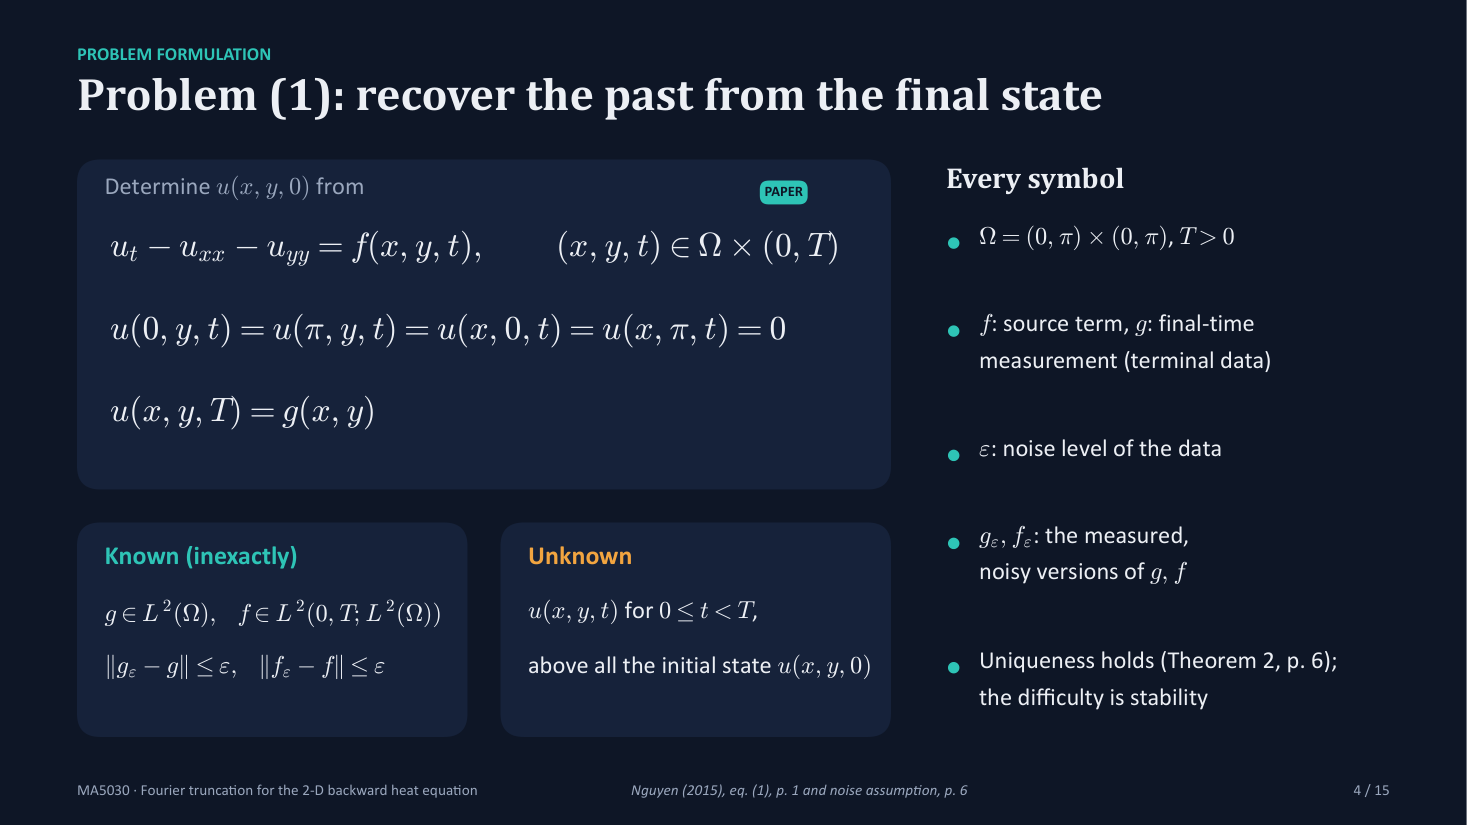 PROBLEM FORMULATION
Problem (1): recover the past from the final state
Determine u(x, y, 0) from
PAPER
u_t − u_{xx} − u_{yy} = f(x, y, t), (x, y, t) ∈ Ω × (0, T)
u(0, y, t) = u(π, y, t) = u(x, 0, t) = u(x, π, t) = 0
u(x, y, T) = g(x, y)
Known (inexactly)
g ∈ L²(Ω), f ∈ L²(0, T; L²(Ω))
‖g_ε − g‖ ≤ ε, ‖f_ε − f‖ ≤ ε
Unknown
u(x, y, t) for 0 ≤ t < T,
above all the initial state u(x, y, 0)
Every symbol
● Ω = (0, π) × (0, π), T > 0
● f: source term, g: final-time
measurement (terminal data)
● ε: noise level of the data
● g_ε, f_ε: the measured,
noisy versions of g, f
● Uniqueness holds (Theorem 2, p. 6);
the difficulty is stability
MA5030 · Fourier truncation for the 2-D backward heat equation
Nguyen (2015), eq. (1), p. 1 and noise assumption, p. 6
4 / 15